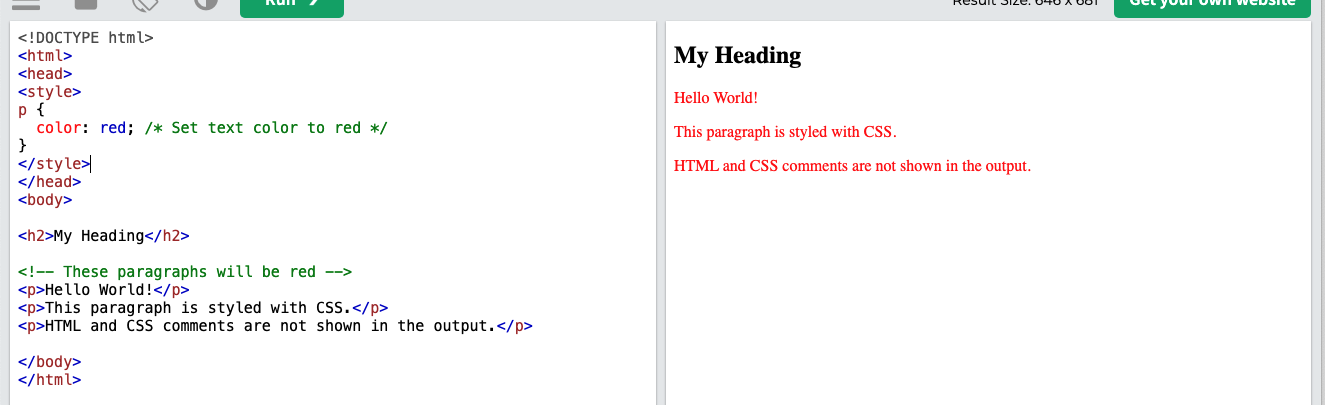 Run ❯
Result Size: 646 x 681
Get your own website
<!DOCTYPE html>
<html>
<head>
<style>
p {
  color: red; /* Set text color to red */
}
</style>
</head>
<body>
<h2>My Heading</h2>
<!-- These paragraphs will be red -->
<p>Hello World!</p>
<p>This paragraph is styled with CSS.</p>
<p>HTML and CSS comments are not shown in the output.</p>
</body>
</html>
My Heading
Hello World!
This paragraph is styled with CSS.
HTML and CSS comments are not shown in the output.